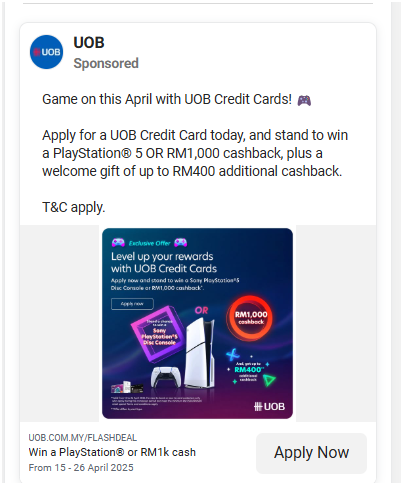 UOB
UOB
Sponsored
Game on this April with UOB Credit Cards! 🎮
Apply for a UOB Credit Card today, and stand to win
a PlayStation® 5 OR RM1,000 cashback, plus a
welcome gift of up to RM400 additional cashback.
T&C apply.
Exclusive Offer
Level up your rewards
with UOB Credit Cards
Apply now and stand to win a Sony PlayStation®5
Disc Console or RM1,000 cashback*.
Apply now
OR
RM1,000
cashback
Stand a chance
to win a
Sony
PlayStation®5
Disc Console
And, get up to
RM400**
additional
cashback
UOB
UOB.COM.MY/FLASHDEAL
Win a PlayStation® or RM1k cash
From 15 - 26 April 2025
Apply Now